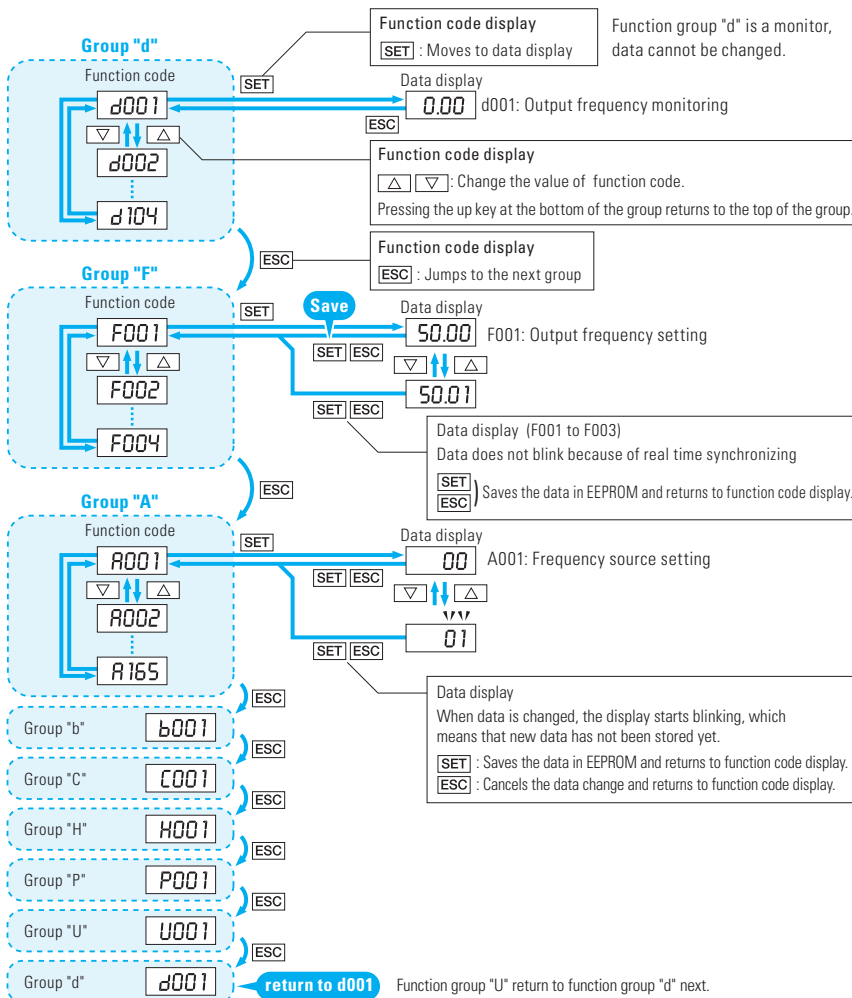 Function code display
SET : Moves to data display
Function group "d" is a monitor,
data cannot be changed.
Group "d"
Function code
SET
Data display
d001
0.00
d001: Output frequency monitoring
ESC
▽ △
d002
d104
Function code display
△ ▽ : Change the value of function code.
Pressing the up key at the bottom of the group returns to the top of the group.
ESC
Function code display
ESC : Jumps to the next group
Group "F"
Function code
SET
Save
Data display
F001
50.00
F001: Output frequency setting
SET ESC
▽ △
▽ △
F002
50.01
SET ESC
F004
Data display (F001 to F003)
Data does not blink because of real time synchronizing
SET
ESC
) Saves the data in EEPROM and returns to function code display.
ESC
Group "A"
Function code
SET
Data display
A001
00
A001: Frequency source setting
SET ESC
▽ △
▽ △
A002
01
SET ESC
A165
Data display
When data is changed, the display starts blinking, which
means that new data has not been stored yet.
SET : Saves the data in EEPROM and returns to function code display.
ESC : Cancels the data change and returns to function code display.
ESC
Group "b" b001
ESC
Group "C" C001
ESC
Group "H" H001
ESC
Group "P" P001
ESC
Group "U" U001
ESC
Group "d" d001
return to d001
Function group "U" return to function group "d" next.